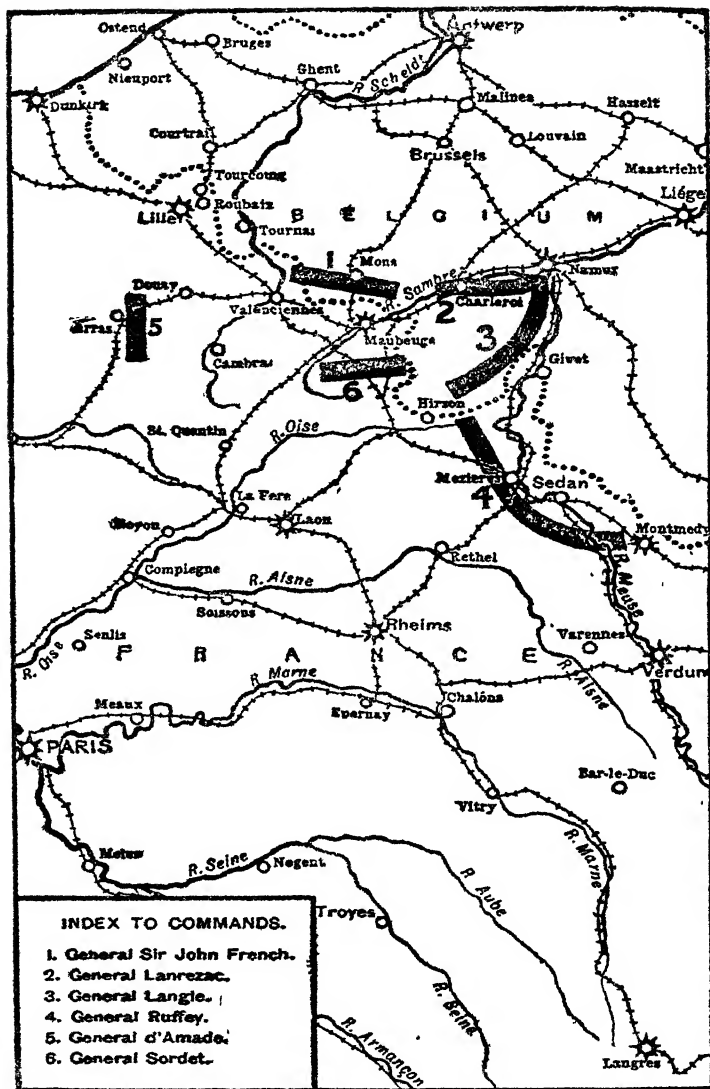 Ostend
Bruges
Antwerp
Nieuport
Ghent
R. Scheldt
Dunkirk
Malines
Hasselt
Courtrai
Louvain
Brussels
Maastricht
Tourcoung
Roubaix
Liége
Lille
BELGIUM
Tournai
1
Mons
Namur
R. Sambre
Douay
2
Charleroi
Valenciennes
Arras
5
Maubeuge
3
Cambrai
Givet
6
Hirson
St. Quentin
R. Oise
Mezieres
Sedan
4
La Fere
Laon
Montmedy
Noyon
Rethel
R. Meuse
Compiegne
R. Aisne
Soissons
Rheims
Varennes
Senlis
R. Oise
FRANCE
Verdun
R. Marne
R. Aisne
Meaux
Epernay
Chalóns
PARIS
Bar-le-Duc
Vitry
R. Marne
Melun
R. Seine
Nogent
R. Aube
Troyes
R. Seine
R. Armançon
Langres
INDEX TO COMMANDS.
1. General Sir John French.
2. General Lanrezac.
3. General Langle.
4. General Ruffey.
5. General d'Amade.
6. General Sordet.